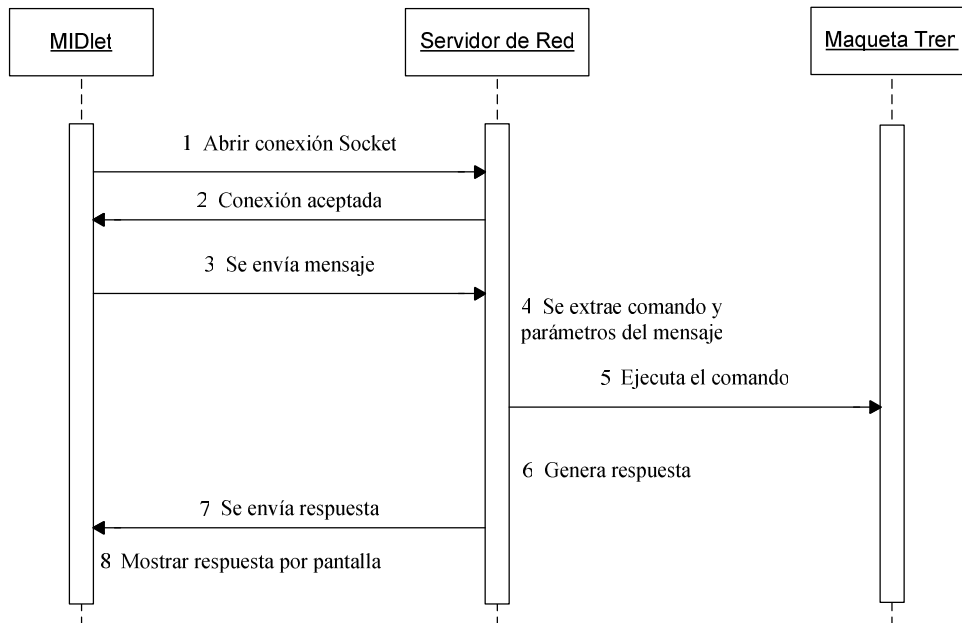 MIDlet
Servidor de Red
Maqueta Tren
1 Abrir conexión Socket
2 Conexión aceptada
3 Se envía mensaje
4 Se extrae comando y
parámetros del mensaje
5 Ejecuta el comando
6 Genera respuesta
7 Se envía respuesta
8 Mostrar respuesta por pantalla